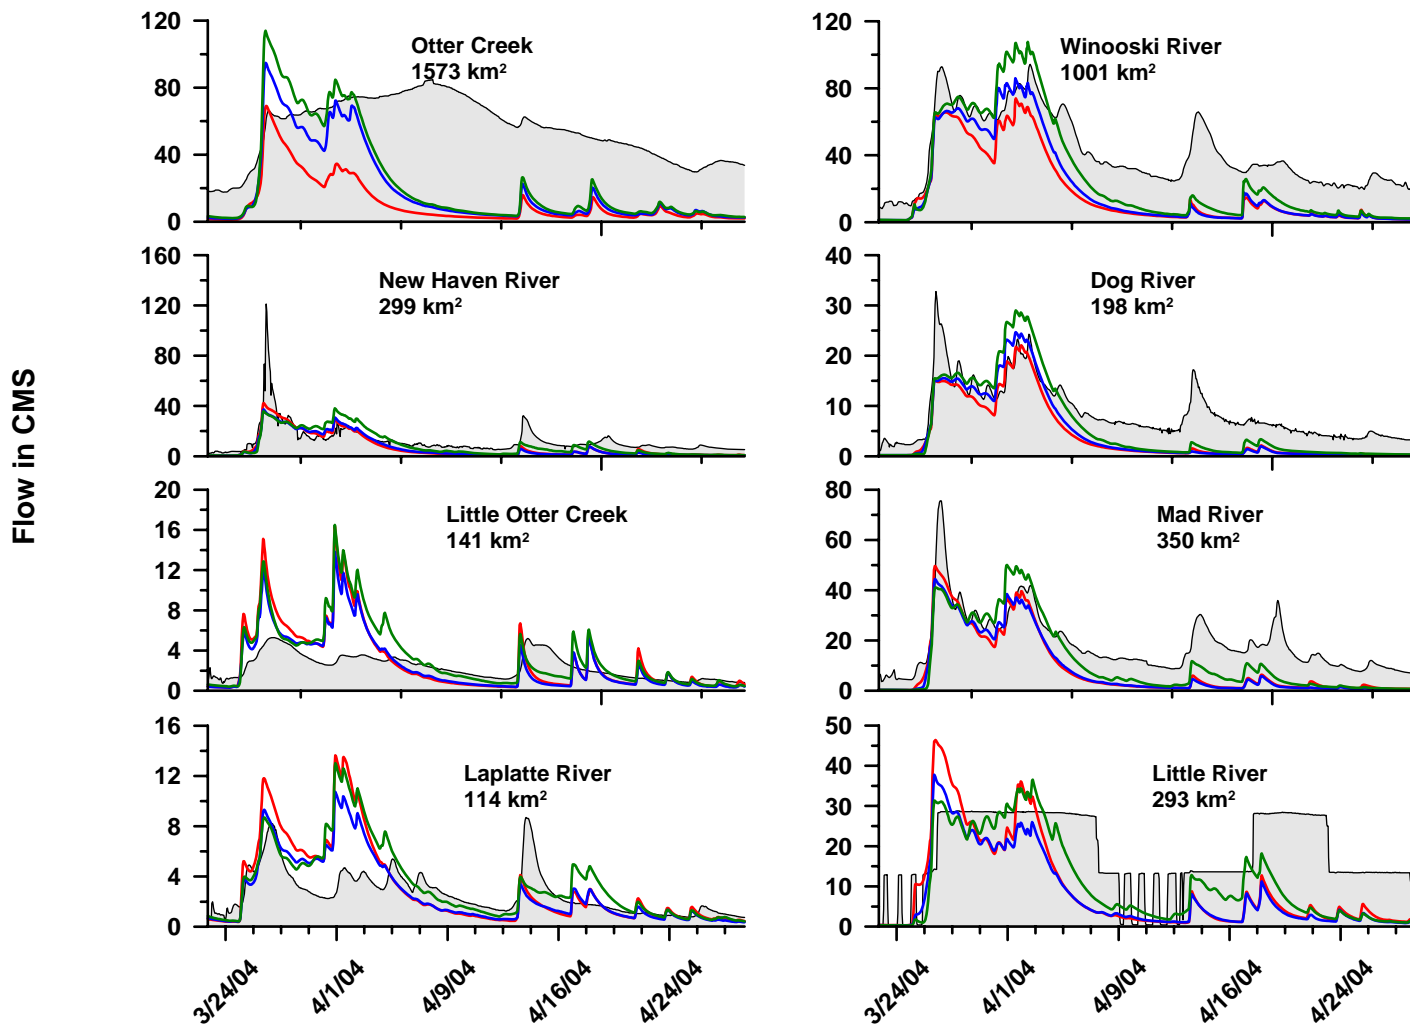 Flow in CMS
120
80
40
0
Otter Creek
1573 km²
120
80
40
0
Winooski River
1001 km²
160
120
80
40
0
New Haven River
299 km²
40
30
20
10
0
Dog River
198 km²
20
16
12
8
4
0
Little Otter Creek
141 km²
80
60
40
20
0
Mad River
350 km²
16
12
8
4
0
Laplatte River
114 km²
50
40
30
20
10
0
Little River
293 km²
3/24/04
4/1/04
4/9/04
4/16/04
4/24/04
3/24/04
4/1/04
4/9/04
4/16/04
4/24/04